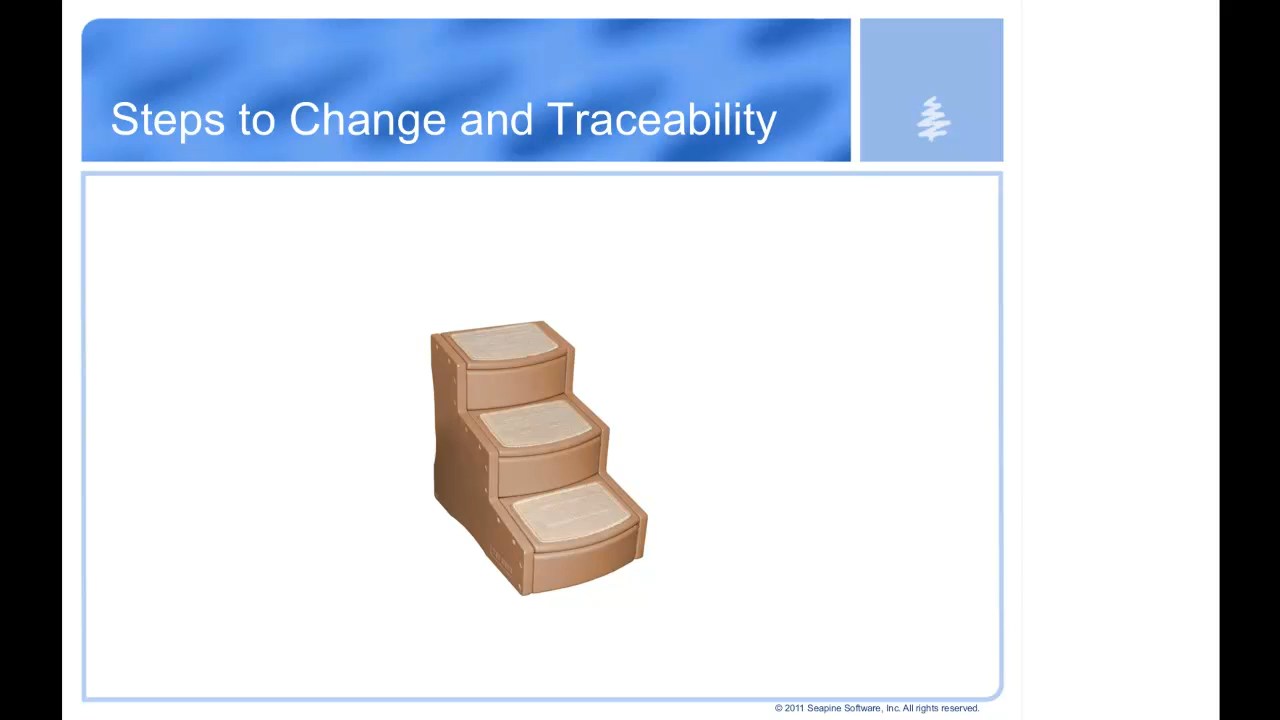 Steps to Change and Traceability
© 2011 Seapine Software, Inc. All rights reserved.